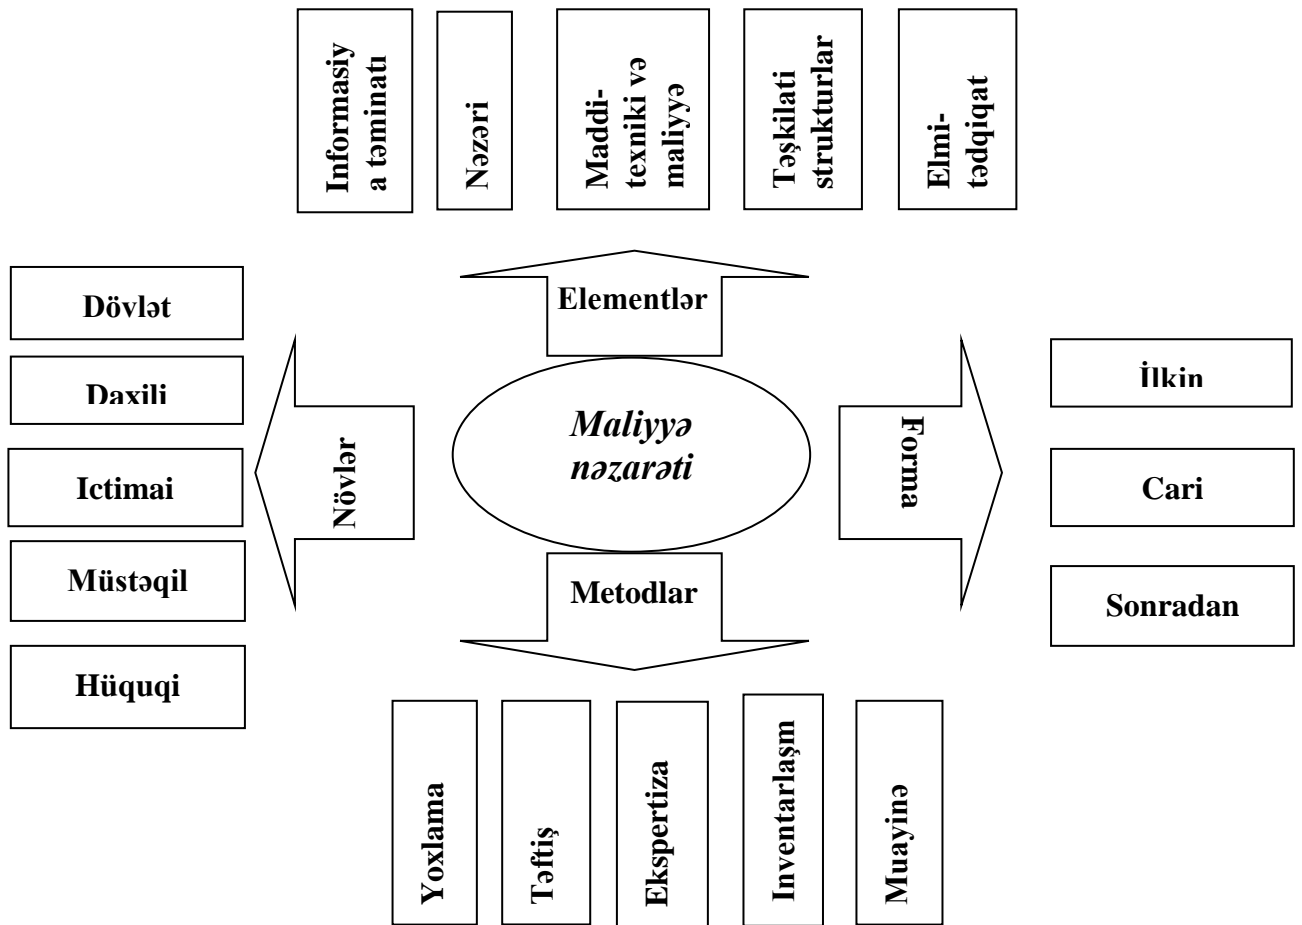 Informasiy
a təminatı
Nəzəri
Maddi-
texniki və
maliyyə
Təşkilati
strukturlar
Elmi-
tədqiqat
Elementlər
Dövlət
Daxili
Ictimai
Müstəqil
Hüquqi
Növlər
Maliyyə
nəzarəti
Forma
İlkin
Cari
Sonradan
Metodlar
Yoxlama
Təftiş
Ekspertiza
Inventarlaşm
Muayinə